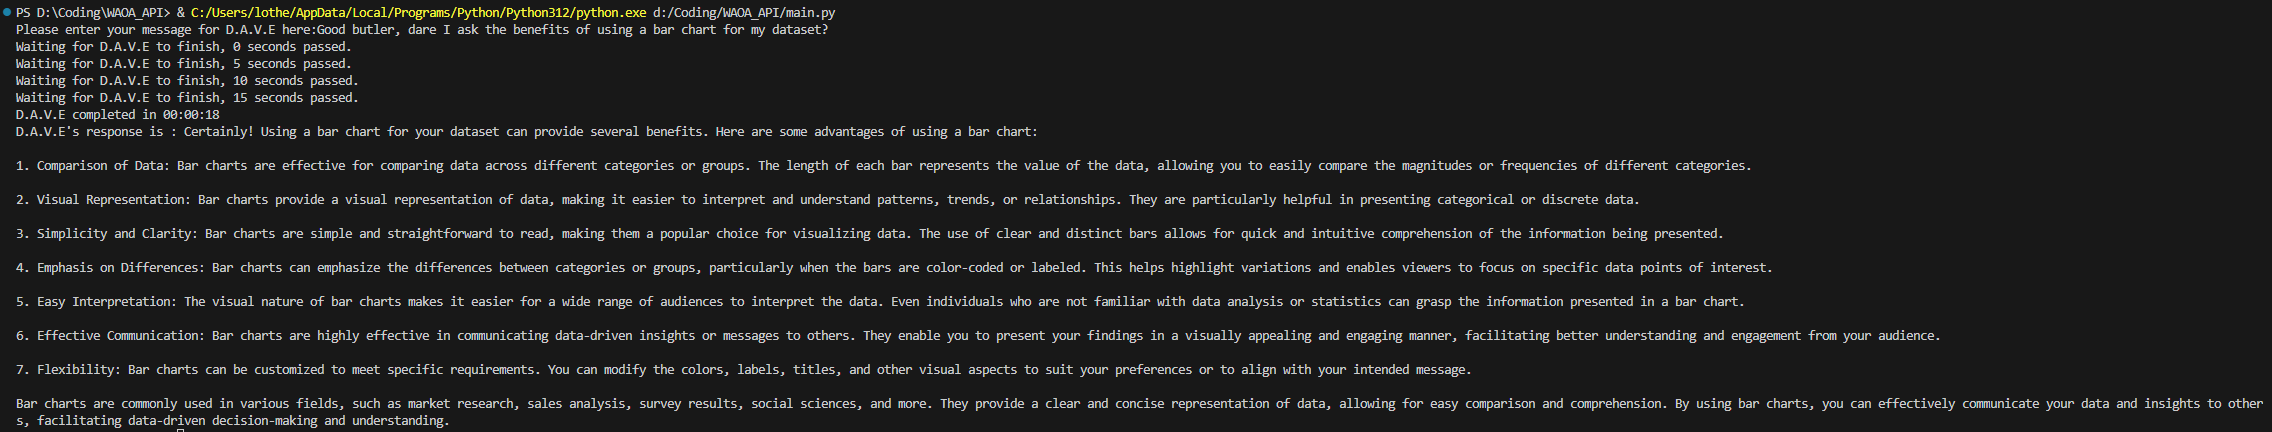 PS D:\Coding\WAOA_API> & C:/Users/lothe/AppData/Local/Programs/Python/Python312/python.exe d:/Coding/WAOA_API/main.py
Please enter your message for D.A.V.E here:Good butler, dare I ask the benefits of using a bar chart for my dataset?
Waiting for D.A.V.E to finish, 0 seconds passed.
Waiting for D.A.V.E to finish, 5 seconds passed.
Waiting for D.A.V.E to finish, 10 seconds passed.
Waiting for D.A.V.E to finish, 15 seconds passed.
D.A.V.E completed in 00:00:18
D.A.V.E's response is : Certainly! Using a bar chart for your dataset can provide several benefits. Here are some advantages of using a bar chart:
1. Comparison of Data: Bar charts are effective for comparing data across different categories or groups. The length of each bar represents the value of the data, allowing you to easily compare the magnitudes or frequencies of different categories.
2. Visual Representation: Bar charts provide a visual representation of data, making it easier to interpret and understand patterns, trends, or relationships. They are particularly helpful in presenting categorical or discrete data.
3. Simplicity and Clarity: Bar charts are simple and straightforward to read, making them a popular choice for visualizing data. The use of clear and distinct bars allows for quick and intuitive comprehension of the information being presented.
4. Emphasis on Differences: Bar charts can emphasize the differences between categories or groups, particularly when the bars are color-coded or labeled. This helps highlight variations and enables viewers to focus on specific data points of interest.
5. Easy Interpretation: The visual nature of bar charts makes it easier for a wide range of audiences to interpret the data. Even individuals who are not familiar with data analysis or statistics can grasp the information presented in a bar chart.
6. Effective Communication: Bar charts are highly effective in communicating data-driven insights or messages to others. They enable you to present your findings in a visually appealing and engaging manner, facilitating better understanding and engagement from your audience.
7. Flexibility: Bar charts can be customized to meet specific requirements. You can modify the colors, labels, titles, and other visual aspects to suit your preferences or to align with your intended message.
Bar charts are commonly used in various fields, such as market research, sales analysis, survey results, social sciences, and more. They provide a clear and concise representation of data, allowing for easy comparison and comprehension. By using bar charts, you can effectively communicate your data and insights to other
s, facilitating data-driven decision-making and understanding.